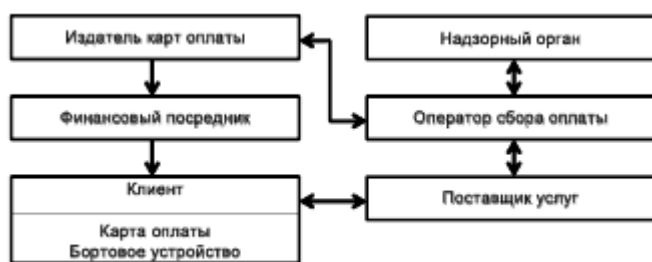 Издатель карт оплаты
Надзорный орган
Финансовый посредник
Оператор сбора оплаты
Клиент
Поставщик услуг
Карта оплаты
Бортовое устройство